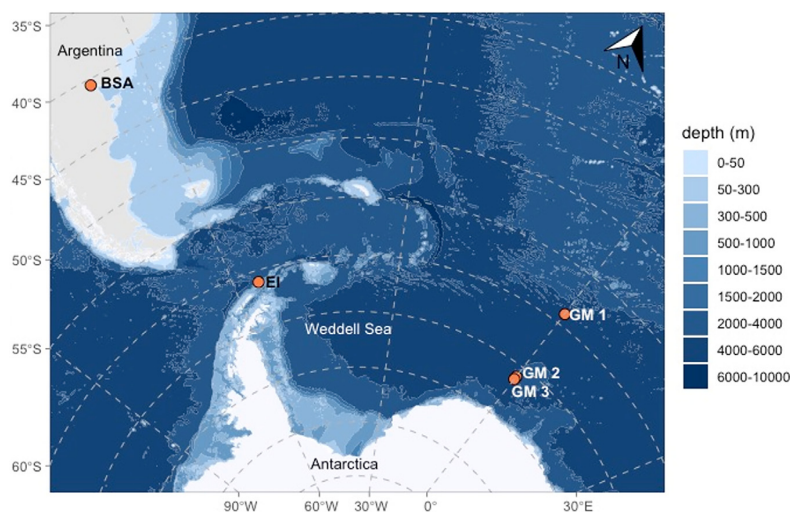 35°S
40°S
45°S
50°S
55°S
60°S
Argentina
BSA
N
EI
GM 1
Weddell Sea
GM 2
GM 3
Antarctica
90°W 60°W 30°W 0° 30°E
depth (m)
0-50
50-300
300-500
500-1000
1000-1500
1500-2000
2000-4000
4000-6000
6000-10000